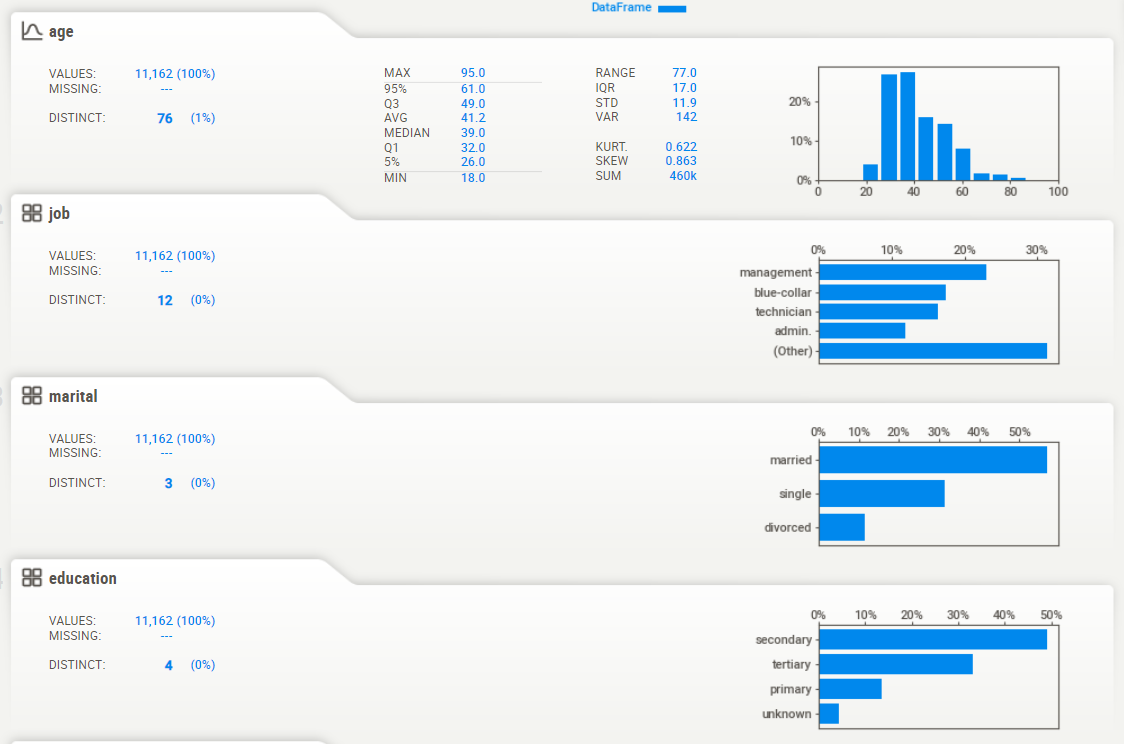 DataFrame
age
VALUES: 11,162 (100%)
MISSING: ---
DISTINCT: 76 (1%)
MAX 95.0
95% 61.0
Q3 49.0
AVG 41.2
MEDIAN 39.0
Q1 32.0
5% 26.0
MIN 18.0
RANGE 77.0
IQR 17.0
STD 11.9
VAR 142
KURT. 0.622
SKEW 0.863
SUM 460k
20%
10%
0%
0 20 40 60 80 100
job
VALUES: 11,162 (100%)
MISSING: ---
DISTINCT: 12 (0%)
0% 10% 20% 30%
management
blue-collar
technician
admin.
(Other)
marital
VALUES: 11,162 (100%)
MISSING: ---
DISTINCT: 3 (0%)
0% 10% 20% 30% 40% 50%
married
single
divorced
education
VALUES: 11,162 (100%)
MISSING: ---
DISTINCT: 4 (0%)
0% 10% 20% 30% 40% 50%
secondary
tertiary
primary
unknown